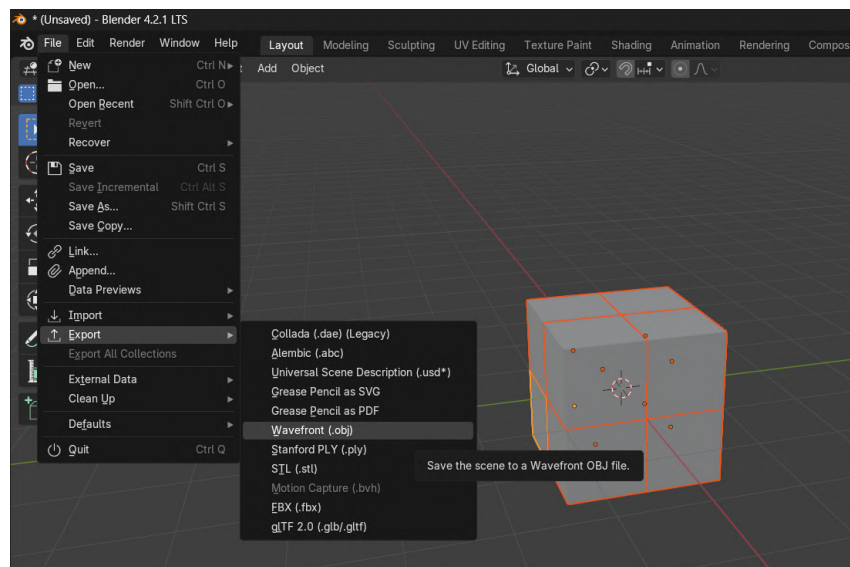 * (Unsaved) - Blender 4.2.1 LTS
File Edit Render Window Help Layout Modeling Sculpting UV Editing Texture Paint Shading Animation Rendering Compos
Add Object Global
New Ctrl N
Open... Ctrl O
Open Recent Shift Ctrl O
Revert
Recover
Save Ctrl S
Save Incremental Ctrl Alt S
Save As... Shift Ctrl S
Save Copy...
Link...
Append...
Data Previews
Import
Export
Export All Collections
External Data
Clean Up
Defaults
Quit Ctrl Q
Collada (.dae) (Legacy)
Alembic (.abc)
Universal Scene Description (.usd*)
Grease Pencil as SVG
Grease Pencil as PDF
Wavefront (.obj)
Stanford PLY (.ply)
STL (.stl)
Motion Capture (.bvh)
FBX (.fbx)
glTF 2.0 (.glb/.gltf)
Save the scene to a Wavefront OBJ file.